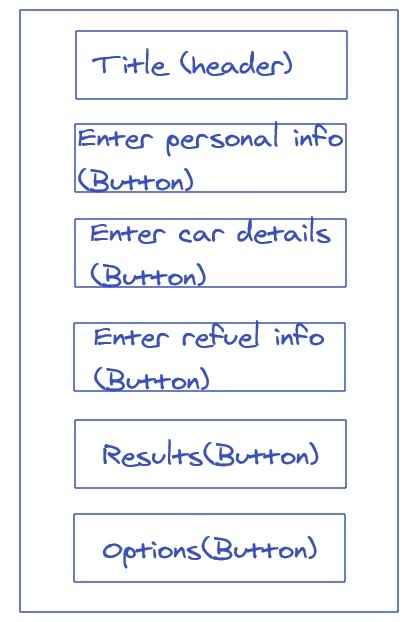 Title (header)
Enter personal info
(Button)
Enter car details
(Button)
Enter refuel info
(Button)
Results(Button)
Options(Button)